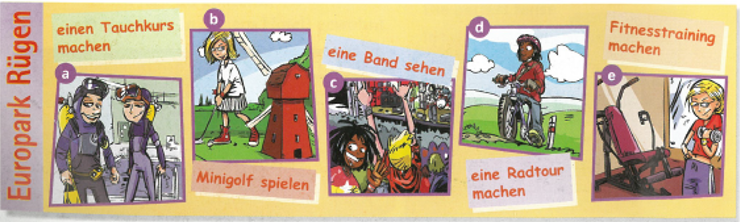 Europark Rügen
einen Tauchkurs
machen
a
b
Minigolf spielen
eine Band sehen
c
d
eine Radtour
machen
Fitnesstraining
machen
e